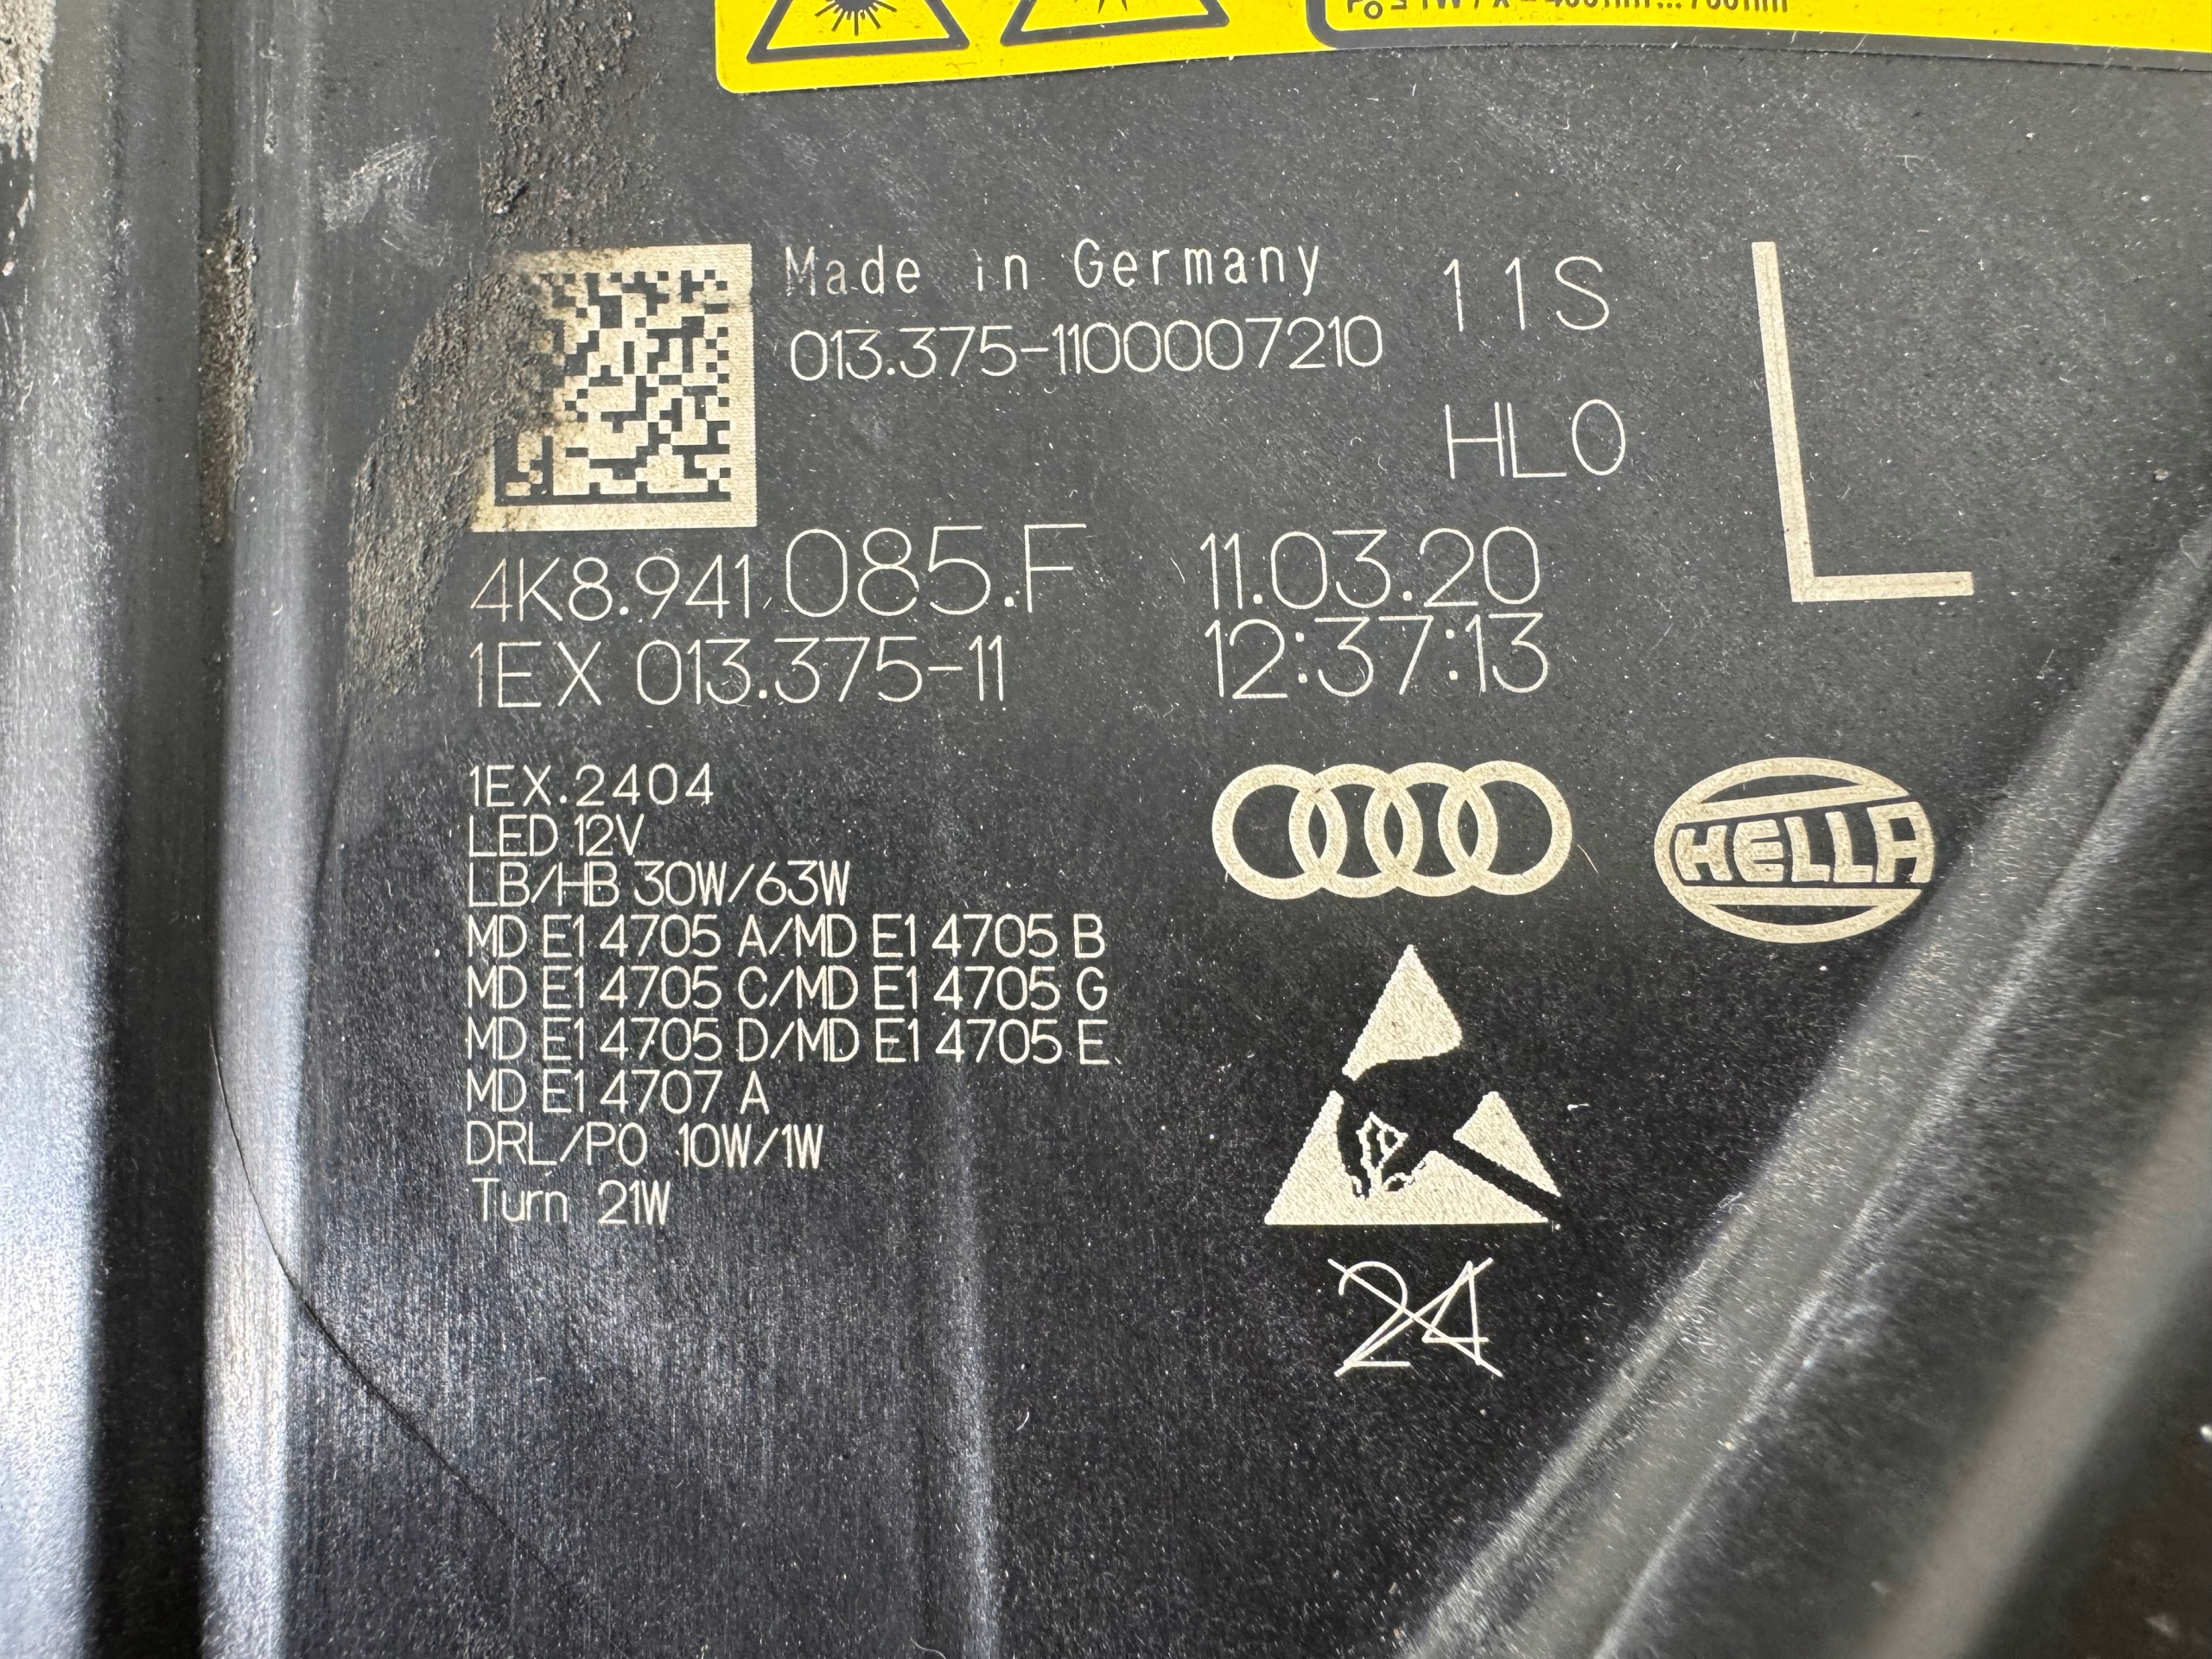 Made in Germany
013.375-1100007210
11S
HLO
L
4K8.941.085.F
11.03.20
1EX 013.375-11
12:37:13
1EX.2404
LED 12V
LB/HB 30W/63W
MD E1 4705 A/MD E1 4705 B
MD E1 4705 C/MD E1 4705 G
MD E1 4705 D/MD E1 4705 E
MD E1 4707 A
DRL/PO 10W/1W
Turn 21W
HELLA
24